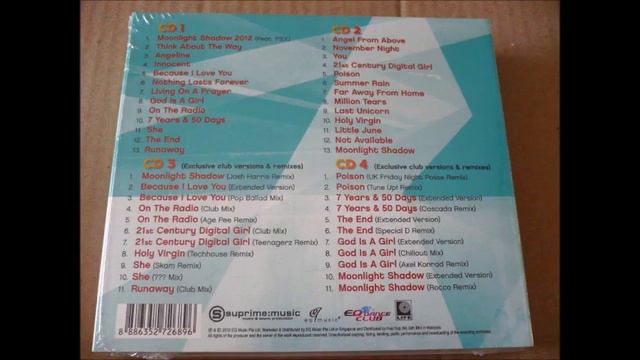 CD 1
1. Moonlight Shadow 2012 (Feat. PSX)
2. Think About The Way
3. Angeline
4. Innocent
5. Because I Love You
6. Nothing Lasts Forever
7. Living On A Prayer
8. God Is A Girl
9. On The Radio
10. 7 Years & 50 Days
11. She
12. The End
13. Runaway
CD 2
1. Angel From Above
2. November Night
3. You
4. 21st Century Digital Girl
5. Poison
6. Summer Rain
7. Far Away From Home
8. Million Tears
9. Last Unicorn
10. Holy Virgin
11. Little June
12. Not Available
13. Moonlight Shadow
CD 3 (Exclusive club versions & remixes)
1. Moonlight Shadow (Josh Harris Remix)
2. Because I Love You (Extended Version)
3. Because I Love You (Pop Ballad Mix)
4. On The Radio (Club Mix)
5. On The Radio (Age Pee Remix)
6. 21st Century Digital Girl (Club Mix)
7. 21st Century Digital Girl (Teenagerz Remix)
8. Holy Virgin (Techhouse Remix)
9. She (Skam Remix)
10. She (??? Mix)
11. Runaway (Club Mix)
CD 4 (Exclusive club versions & remixes)
1. Poison (UK Friday Night Posse Remix)
2. Poison (Tune Up! Remix)
3. 7 Years & 50 Days (Extended Version)
4. 7 Years & 50 Days (Cascada Remix)
5. The End (Extended Version)
6. The End (Special D Remix)
7. God Is A Girl (Extended Version)
8. God Is A Girl (Chillout Mix)
9. God Is A Girl (Axel Konrad Remix)
10. Moonlight Shadow (Extended Version)
11. Moonlight Shadow (Rocco Remix)
8 886352 726896
suprime:music
eqmusic
EQ DANCE CLUB
LIFE